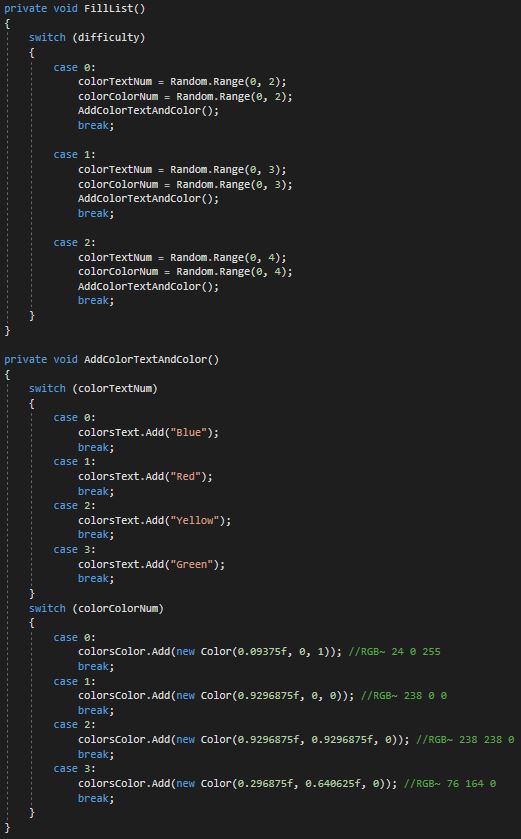 private void FillList()
{
    switch (difficulty)
    {
        case 0:
            colorTextNum = Random.Range(0, 2);
            colorColorNum = Random.Range(0, 2);
            AddColorTextAndColor();
            break;

        case 1:
            colorTextNum = Random.Range(0, 3);
            colorColorNum = Random.Range(0, 3);
            AddColorTextAndColor();
            break;

        case 2:
            colorTextNum = Random.Range(0, 4);
            colorColorNum = Random.Range(0, 4);
            AddColorTextAndColor();
            break;
    }
}

private void AddColorTextAndColor()
{
    switch (colorTextNum)
    {
        case 0:
            colorsText.Add("Blue");
            break;
        case 1:
            colorsText.Add("Red");
            break;
        case 2:
            colorsText.Add("Yellow");
            break;
        case 3:
            colorsText.Add("Green");
            break;
    }
    switch (colorColorNum)
    {
        case 0:
            colorsColor.Add(new Color(0.09375f, 0, 1)); //RGB~ 24 0 255
            break;
        case 1:
            colorsColor.Add(new Color(0.9296875f, 0, 0)); //RGB~ 238 0 0
            break;
        case 2:
            colorsColor.Add(new Color(0.9296875f, 0.9296875f, 0)); //RGB~ 238 238 0
            break;
        case 3:
            colorsColor.Add(new Color(0.296875f, 0.640625f, 0)); //RGB~ 76 164 0
            break;
    }
}